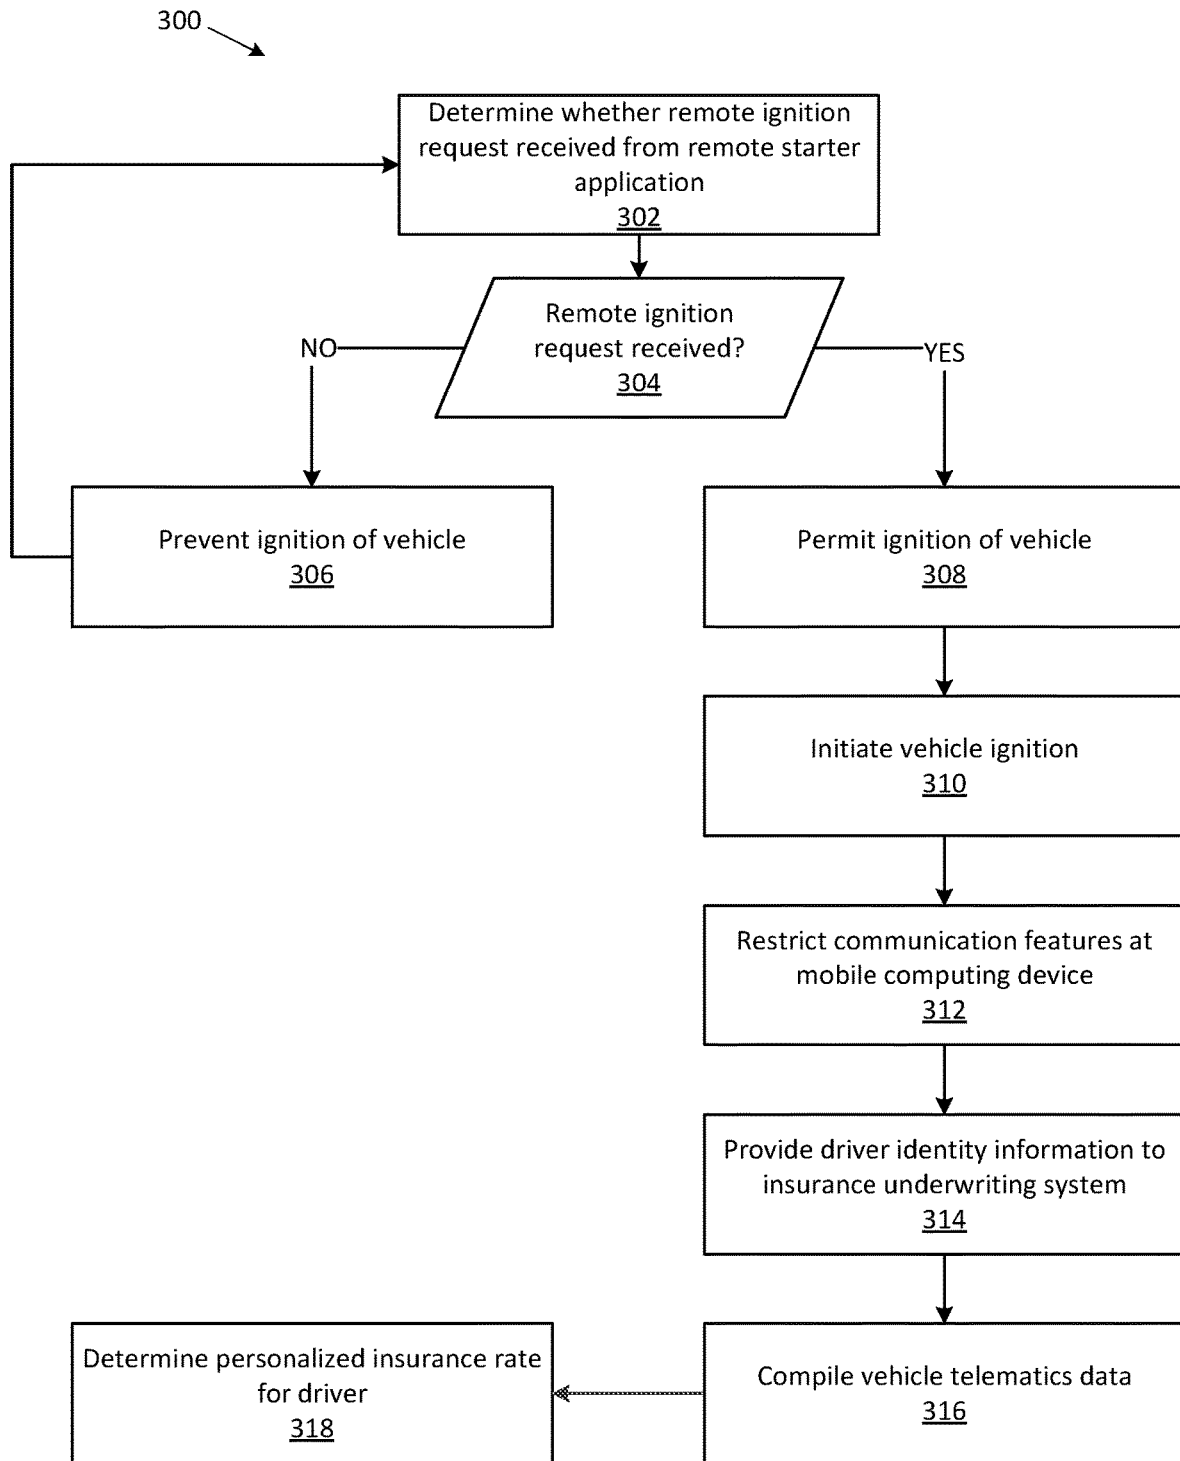 300
Determine whether remote ignition
request received from remote starter
application
302
Remote ignition
request received?
304
NO
YES
Prevent ignition of vehicle
306
Permit ignition of vehicle
308
Initiate vehicle ignition
310
Restrict communication features at
mobile computing device
312
Provide driver identity information to
insurance underwriting system
314
Determine personalized insurance rate
for driver
318
Compile vehicle telematics data
316